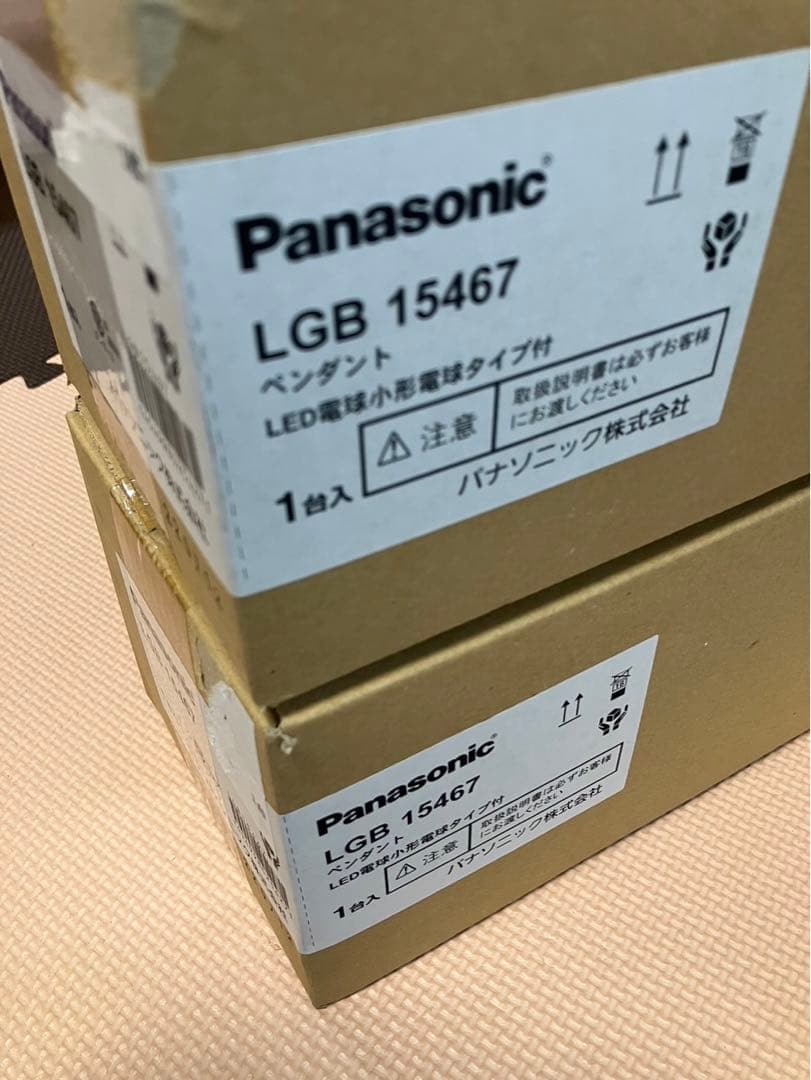 Panasonic
LGB 15467
ペンダント
LED電球小形電球タイプ付
1台入
注意
取扱説明書は必ずお客様
にお渡しください
パナソニック株式会社
Panasonic
Panasonic
LGB 15467
ペンダント
LED電球小形電球タイプ付
1台入
注意
取扱説明書は必ずお客様
にお渡しください
パナソニック株式会社